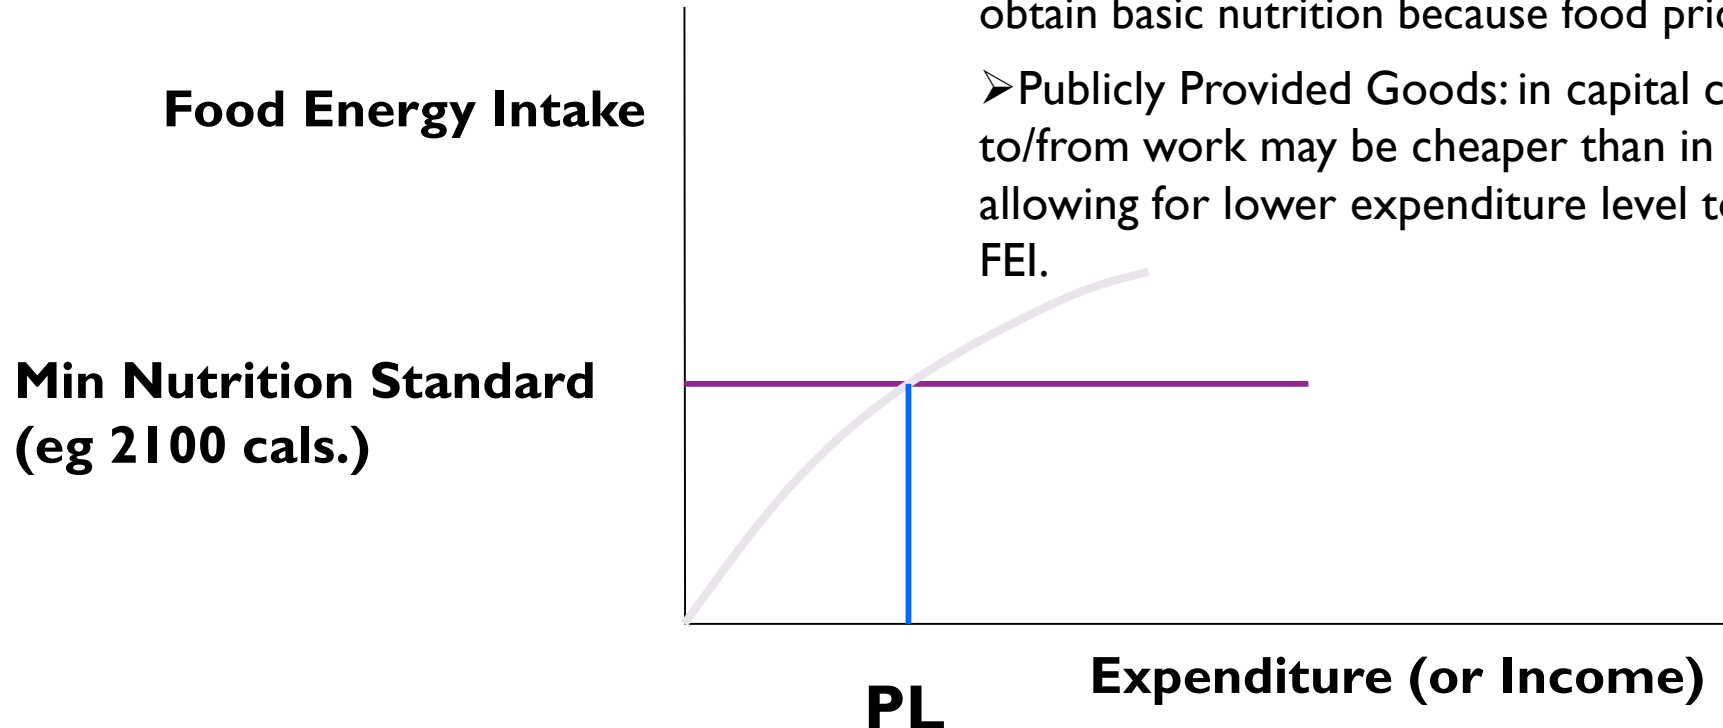 obtain basic nutrition because food
➢Publicly Provided Goods: in capital
to/from work may be cheaper than in
allowing for lower expenditure level
FEI.
Food Energy Intake
Min Nutrition Standard
(eg 2100 cals.)
Expenditure (or Income)
PL